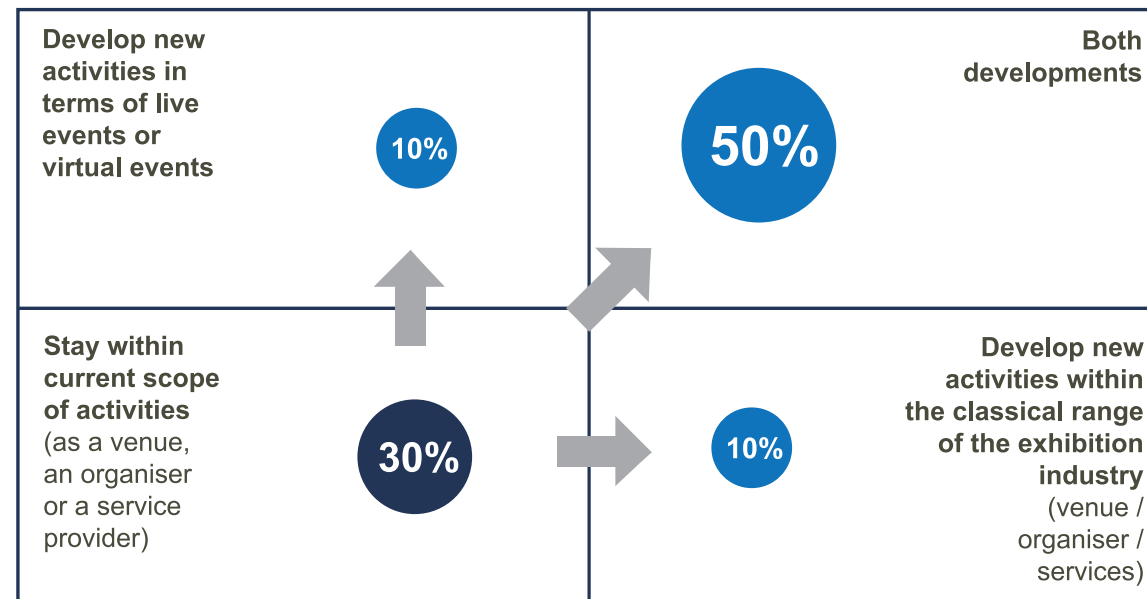 Develop new
activities in
terms of live
events or
virtual events
10%
Both
developments
50%
Stay within
current scope
of activities
(as a venue,
an organiser
or a service
provider)
30%
Develop new
activities within
the classical range
of the exhibition
industry
(venue /
organiser /
services)
10%